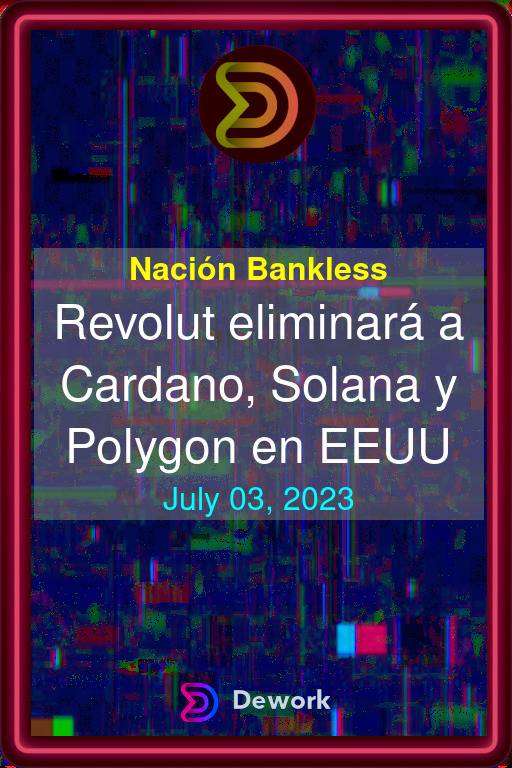 Nación Bankless
Revolut eliminará a
Cardano, Solana y
Polygon en EEUU
July 03, 2023
Dework